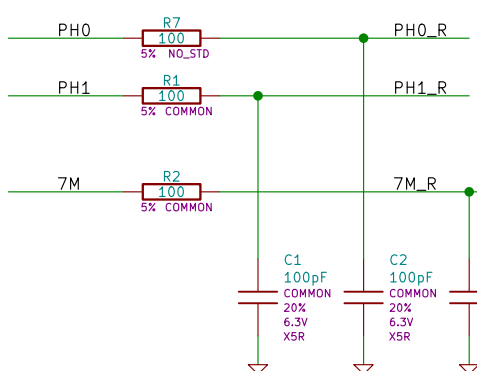 PH0 R7 PH0_R
100
5% NO_STD
PH1 R1 PH1_R
100
5% COMMON
7M R2 7M_R
100
5% COMMON
C1 C2
100pF 100pF
COMMON COMMON
20% 20%
6.3V 6.3V
X5R X5R